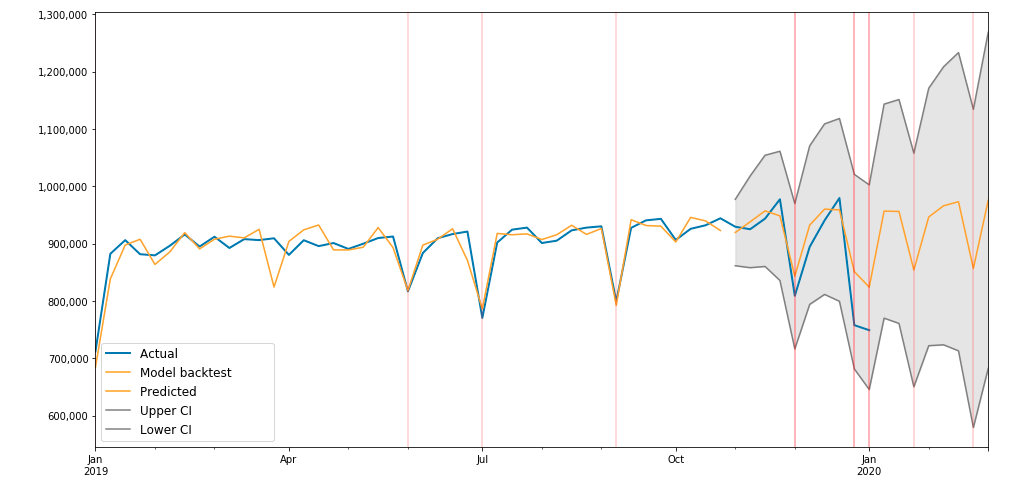 1,300,000
1,200,000
1,100,000
1,000,000
900,000
800,000
700,000
600,000
Actual
Model backtest
Predicted
Upper CI
Lower CI
Jan
2019
Apr
Jul
Oct
Jan
2020